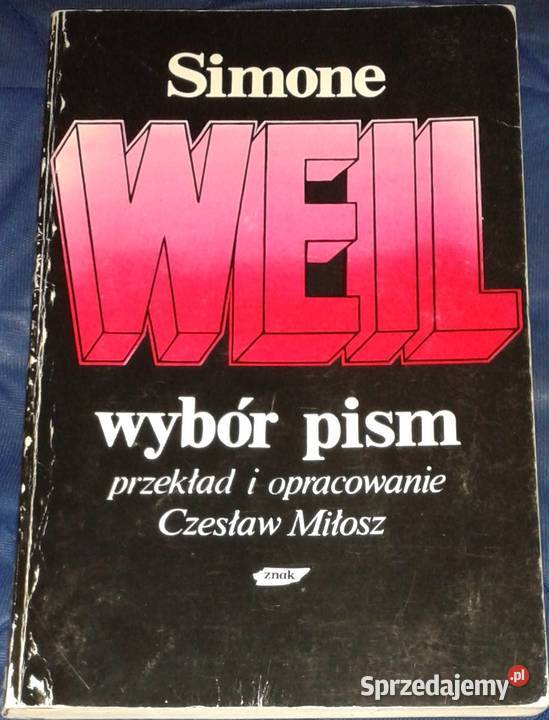 Simone
WEIL
wybór pism
przekład i opracowanie
Czesław Miłosz
znak
Sprzedajemy.pl